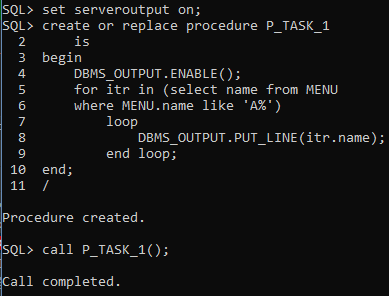 SQL> set serveroutput on;
SQL> create or replace procedure P_TASK_1
  2      is
  3  begin
  4      DBMS_OUTPUT.ENABLE();
  5      for itr in (select name from MENU
  6      where MENU.name like 'A%')
  7          loop
  8              DBMS_OUTPUT.PUT_LINE(itr.name);
  9          end loop;
 10  end;
 11  /

Procedure created.

SQL> call P_TASK_1();

Call completed.